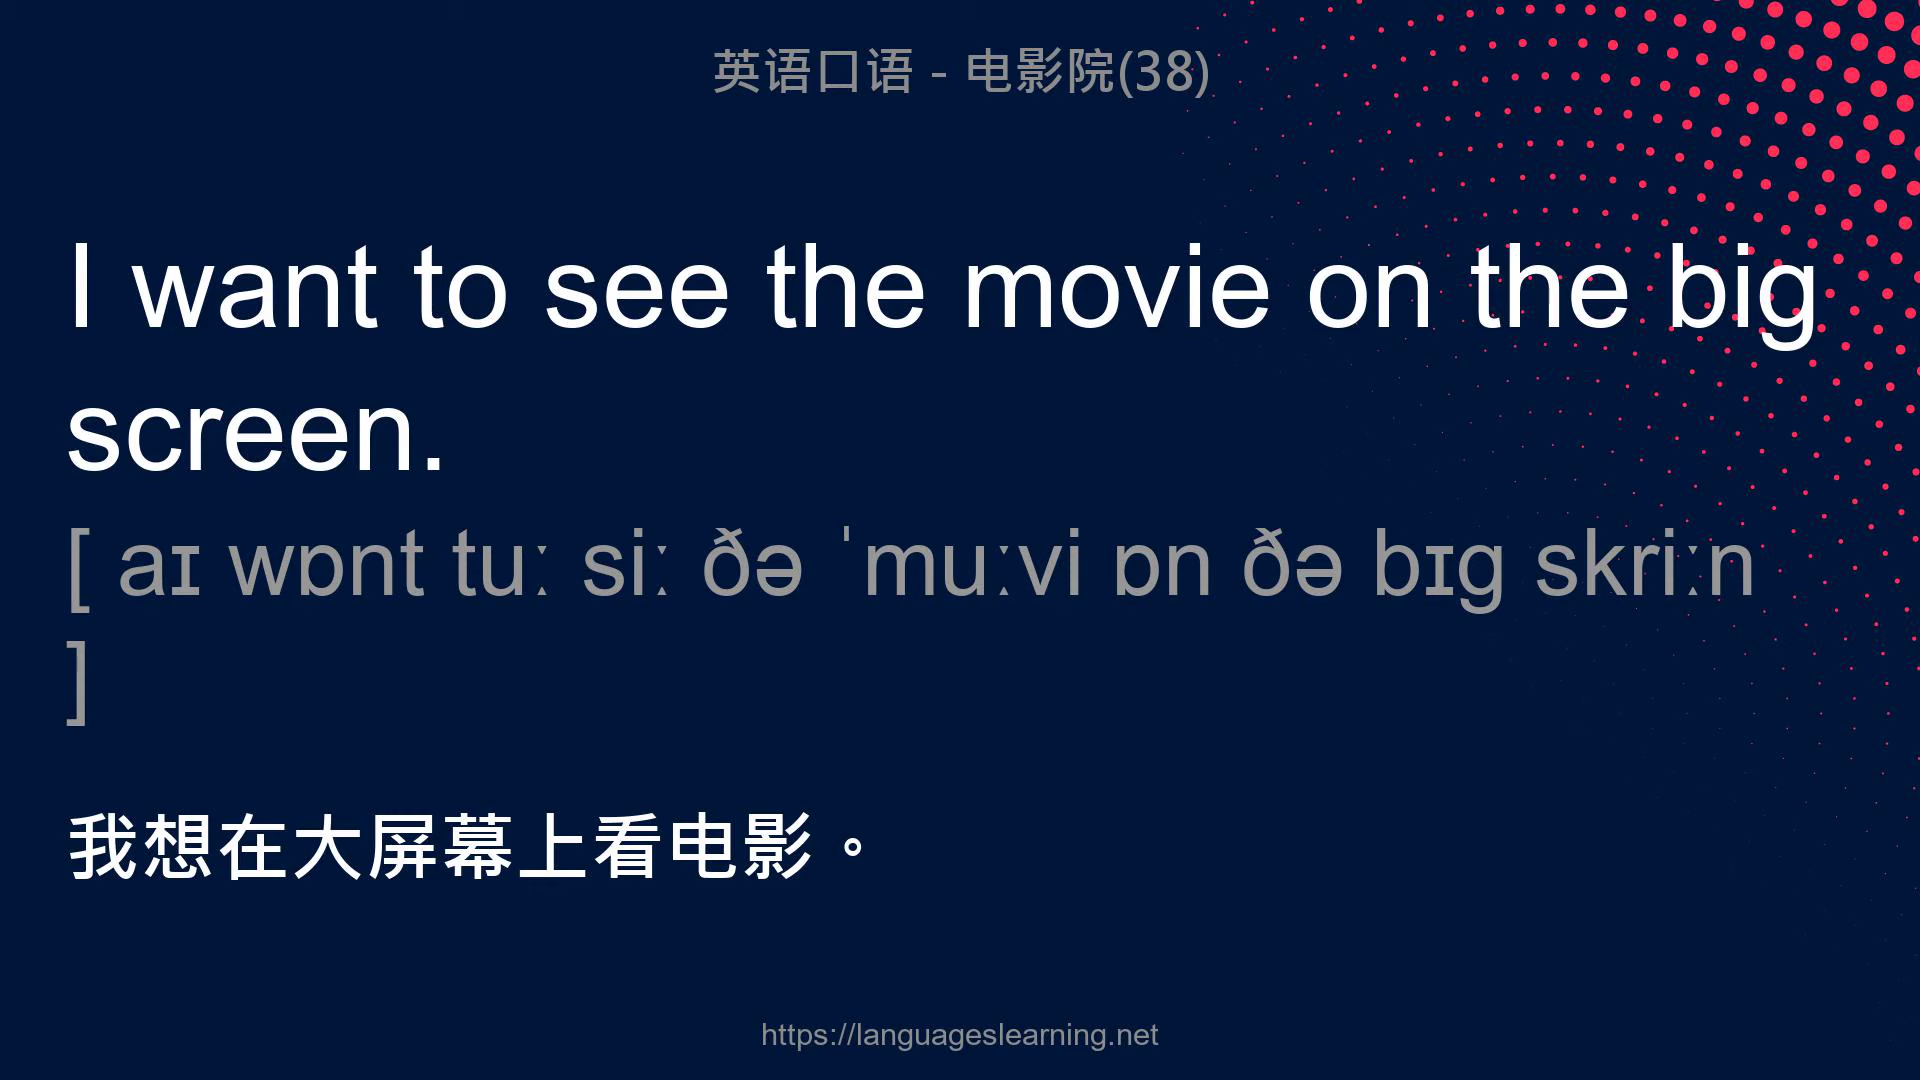 英语口语 - 电影院(38)
I want to see the movie on the big
screen.
[ aɪ wɒnt tuː siː ðə ˈmuːvi ɒn ðə bɪg skriːn
]
我想在大屏幕上看电影。
https://languageslearning.net